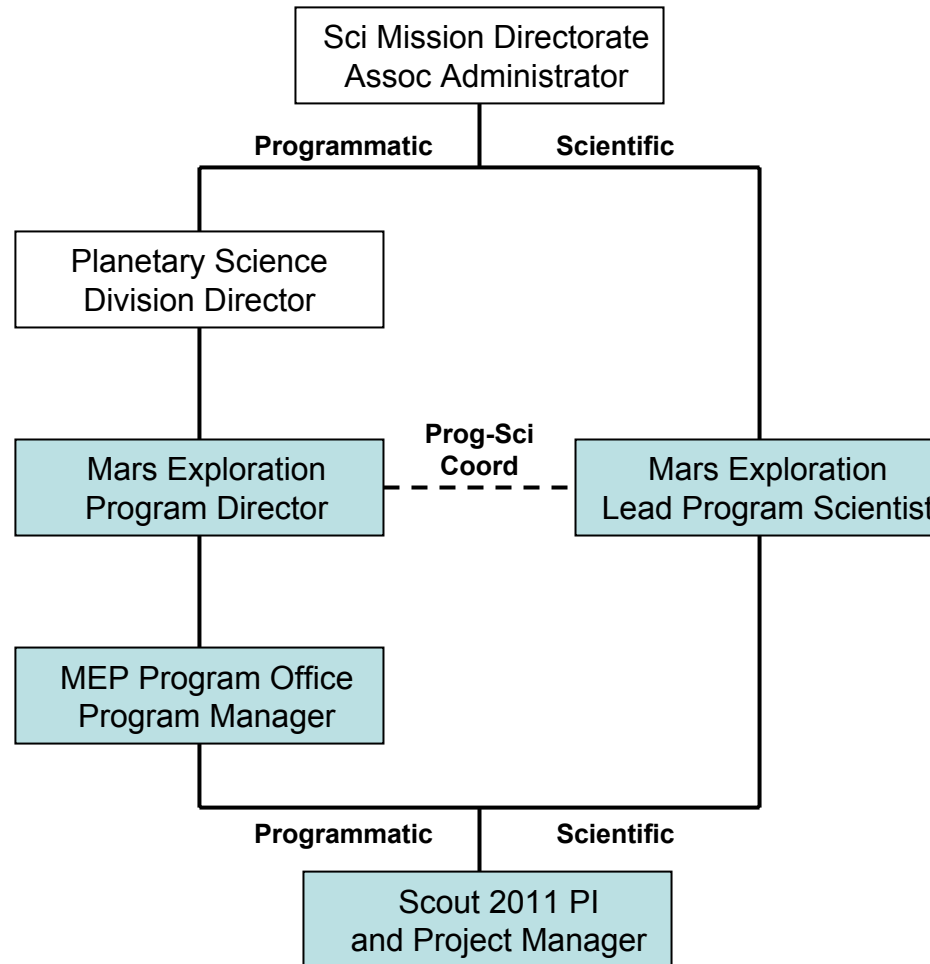 Sci Mission Directorate
Assoc Administrator
Programmatic
Scientific
Planetary Science
Division Director
Prog-Sci
Coord
Mars Exploration
Program Director
Mars Exploration
Lead Program Scientist
MEP Program Office
Program Manager
Programmatic
Scientific
Scout 2011 PI
and Project Manager